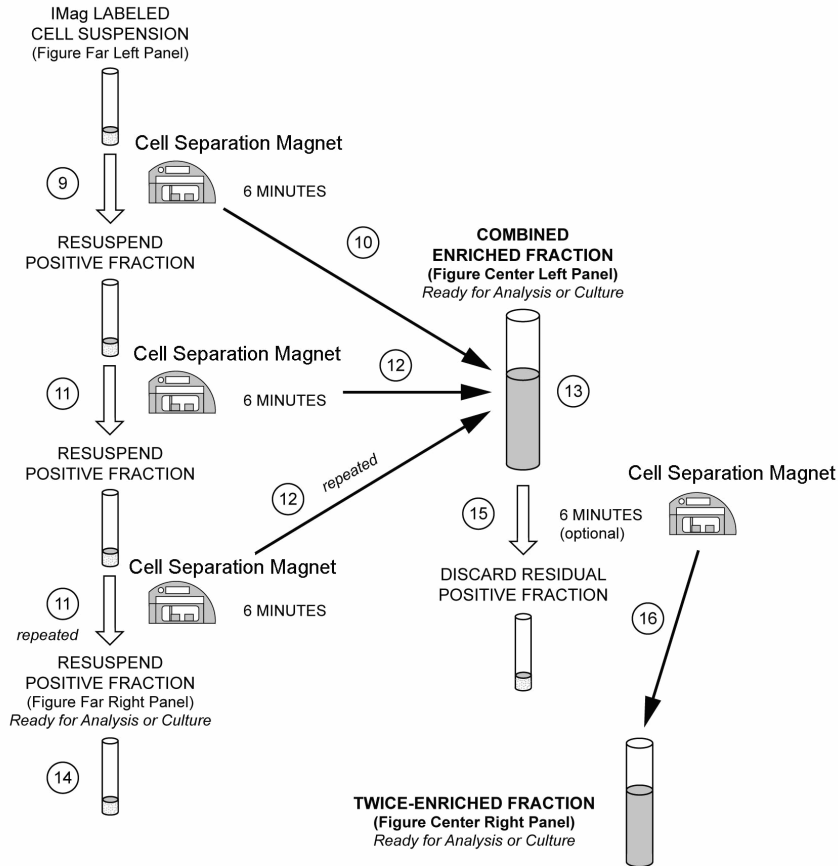 IMag LABELED
CELL SUSPENSION
(Figure Far Left Panel)
Cell Separation Magnet
9
6 MINUTES
10
RESUSPEND
POSITIVE FRACTION
COMBINED
ENRICHED FRACTION
(Figure Center Left Panel)
Ready for Analysis or Culture
Cell Separation Magnet
11
6 MINUTES
12
13
RESUSPEND
POSITIVE FRACTION
12
repeated
Cell Separation Magnet
15
6 MINUTES
(optional)
Cell Separation Magnet
11
repeated
6 MINUTES
DISCARD RESIDUAL
POSITIVE FRACTION
16
RESUSPEND
POSITIVE FRACTION
(Figure Far Right Panel)
Ready for Analysis or Culture
14
TWICE-ENRICHED FRACTION
(Figure Center Right Panel)
Ready for Analysis or Culture